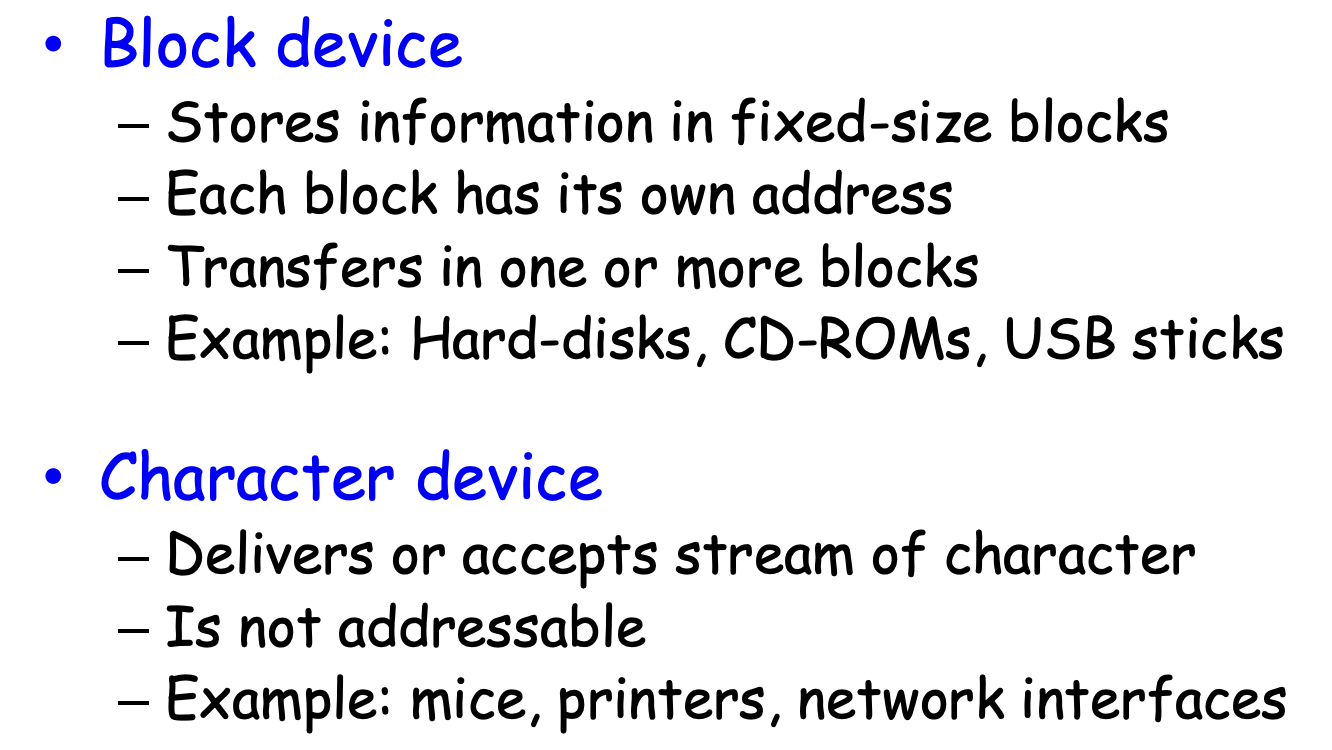 • Block device
– Stores information in fixed-size blocks
– Each block has its own address
– Transfers in one or more blocks
– Example: Hard-disks, CD-ROMs, USB sticks
• Character device
– Delivers or accepts stream of character
– Is not addressable
– Example: mice, printers, network interfaces